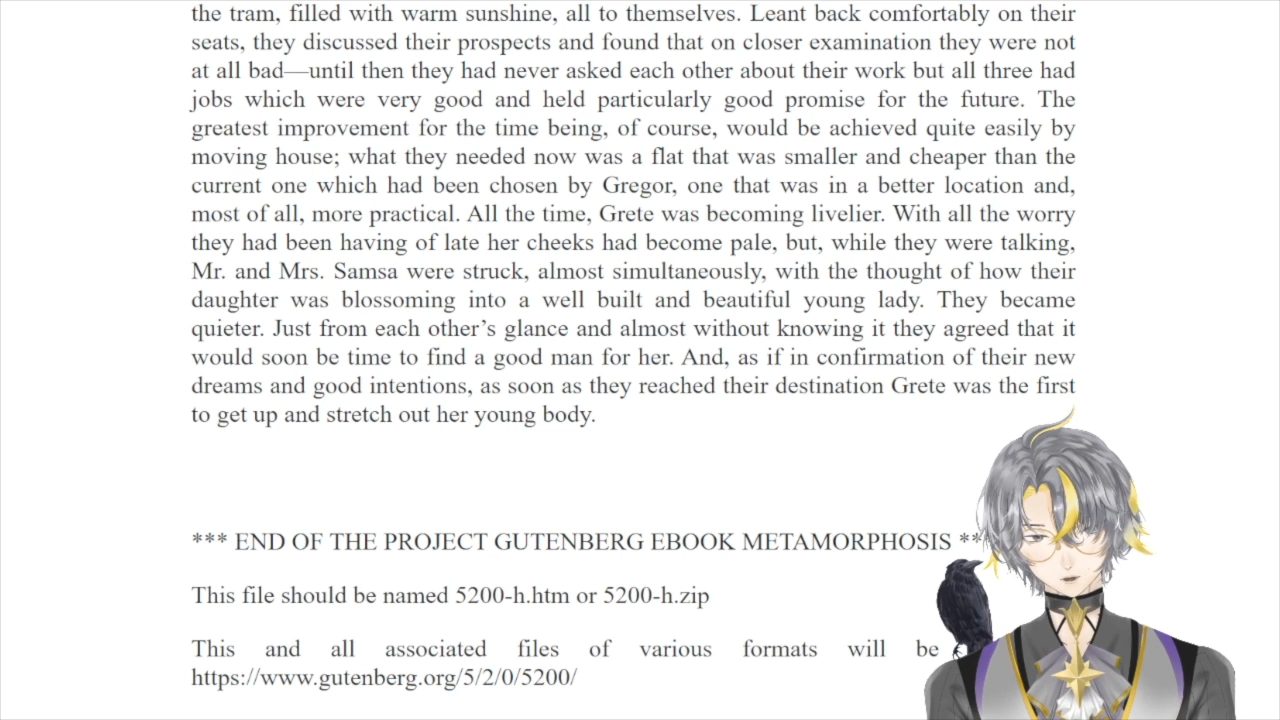 the tram, filled with warm sunshine, all to themselves. Leant back comfortably on their
seats, they discussed their prospects and found that on closer examination they were not
at all bad—until then they had never asked each other about their work but all three had
jobs which were very good and held particularly good promise for the future. The
greatest improvement for the time being, of course, would be achieved quite easily by
moving house; what they needed now was a flat that was smaller and cheaper than the
current one which had been chosen by Gregor, one that was in a better location and,
most of all, more practical. All the time, Grete was becoming livelier. With all the worry
they had been having of late her cheeks had become pale, but, while they were talking,
Mr. and Mrs. Samsa were struck, almost simultaneously, with the thought of how their
daughter was blossoming into a well built and beautiful young lady. They became
quieter. Just from each other’s glance and almost without knowing it they agreed that it
would soon be time to find a good man for her. And, as if in confirmation of their new
dreams and good intentions, as soon as they reached their destination Grete was the first
to get up and stretch out her young body.
*** END OF THE PROJECT GUTENBERG EBOOK METAMORPHOSIS **
This file should be named 5200-h.htm or 5200-h.zip
This and all associated files of various formats will be
https://www.gutenberg.org/5/2/0/5200/